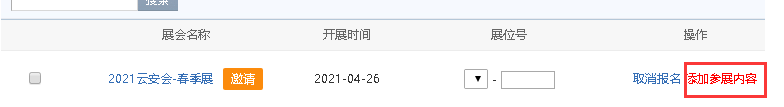 搜索
展会名称 开展时间 展位号 操作
2021云安会-春季展 邀请 2021-04-26 - 取消报名 添加参展内容